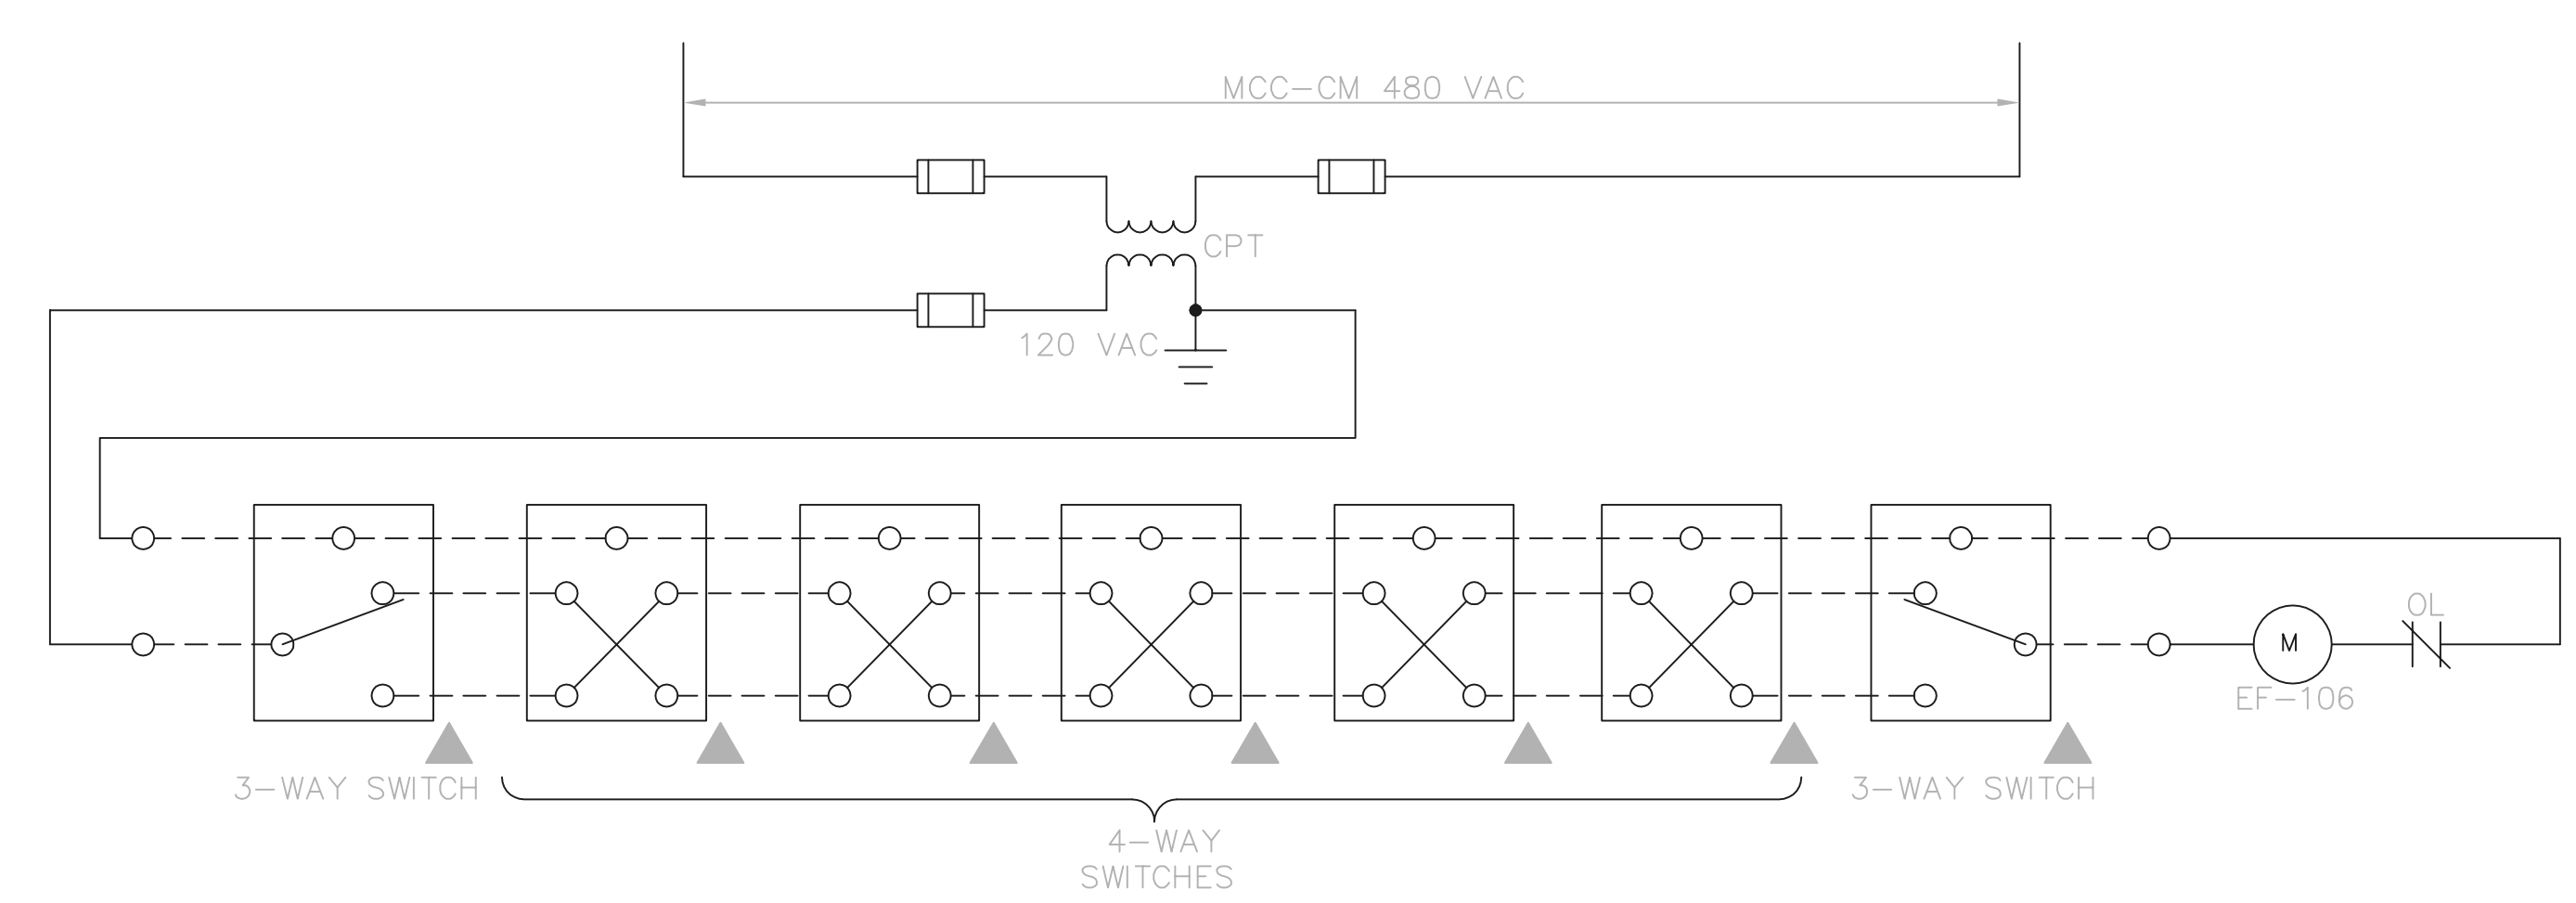 MCC-CM 480 VAC
CPT
120 VAC
OL
M
EF-106
3-WAY SWITCH
3-WAY SWITCH
4-WAY
SWITCHES